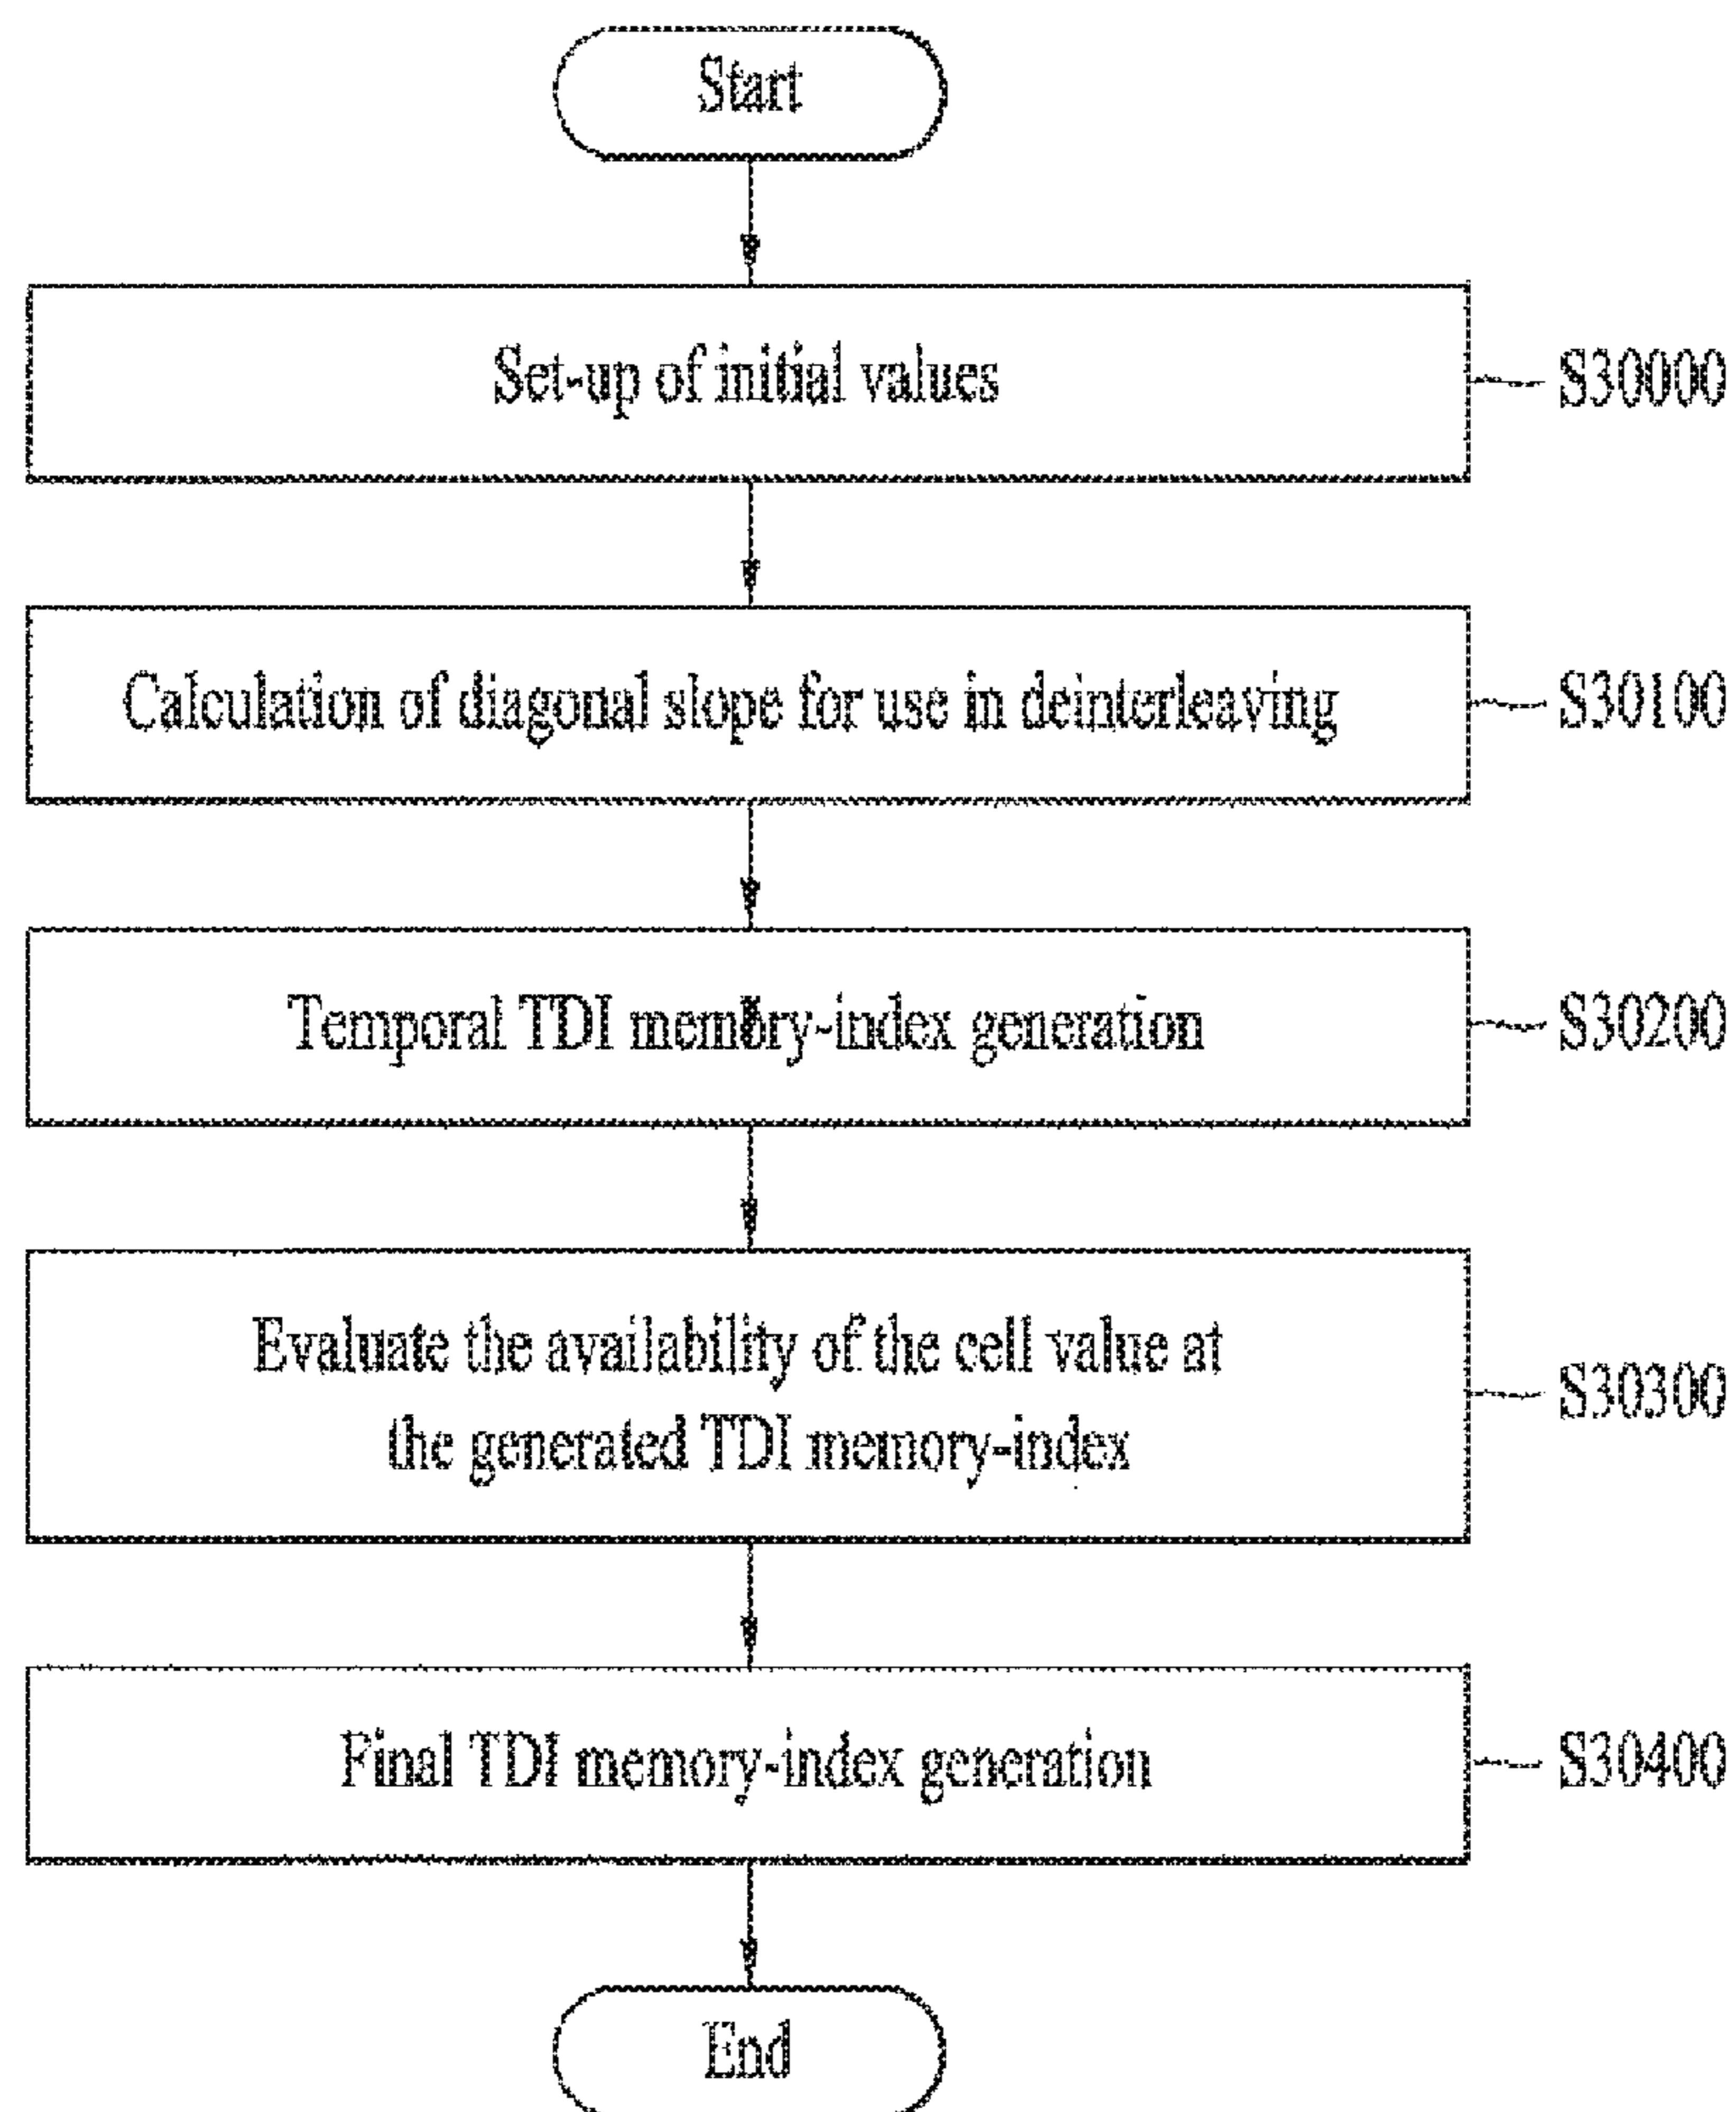 Start
Set-up of initial values
S30000
Calculation of diagonal slope for use in deinterleaving
S30100
Temporal TDI memory-index generation
S30200
Evaluate the availability of the cell value at
the generated TDI memory-index
S30300
Final TDI memory-index generation
S30400
End